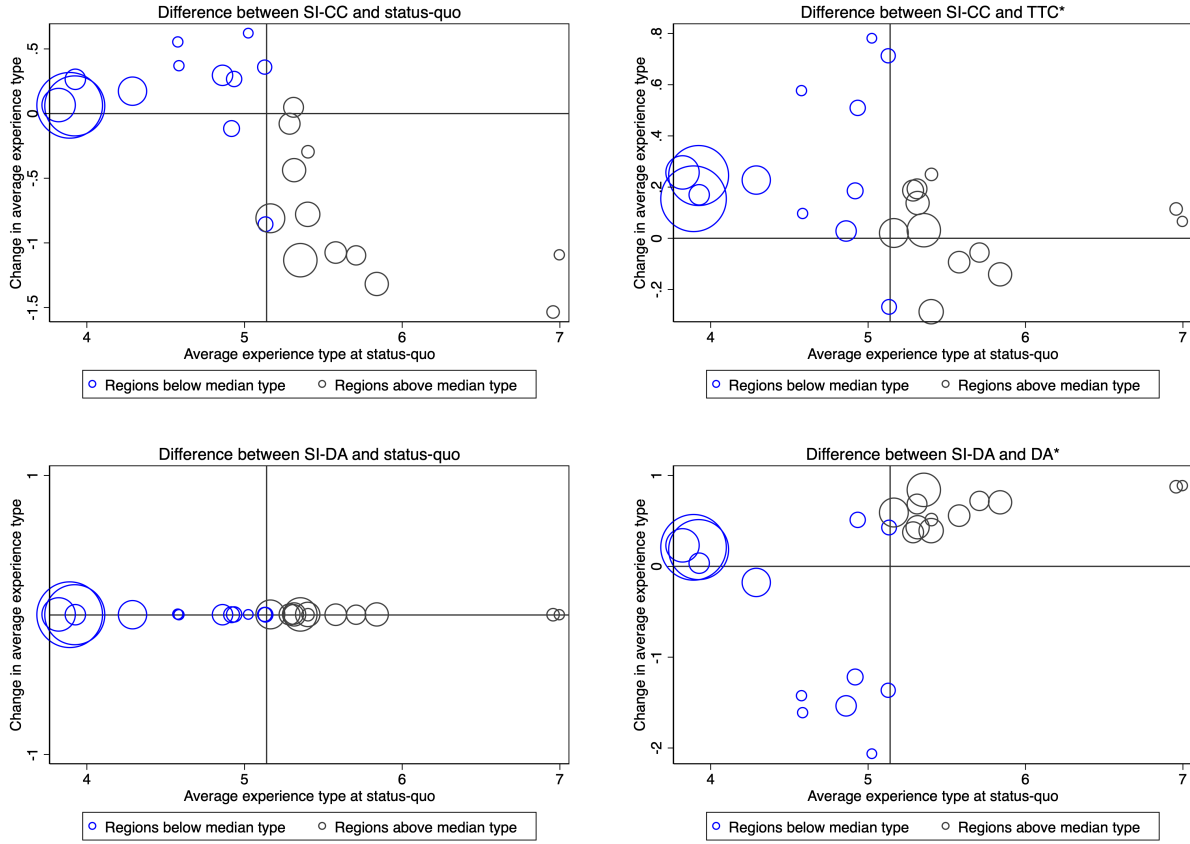 Difference between SI-CC and status-quo
Change in average experience type
.5
0
-.5
-1
-1.5
4 5 6 7
Average experience type at status-quo
Regions below median type Regions above median type
Difference between SI-CC and TTC*
Change in average experience type
.8
.6
.4
.2
0
-.2
4 5 6 7
Average experience type at status-quo
Regions below median type Regions above median type
Difference between SI-DA and status-quo
Change in average experience type
1
-1
4 5 6 7
Average experience type at status-quo
Regions below median type Regions above median type
Difference between SI-DA and DA*
Change in average experience type
1
0
-1
-2
4 5 6 7
Average experience type at status-quo
Regions below median type Regions above median type